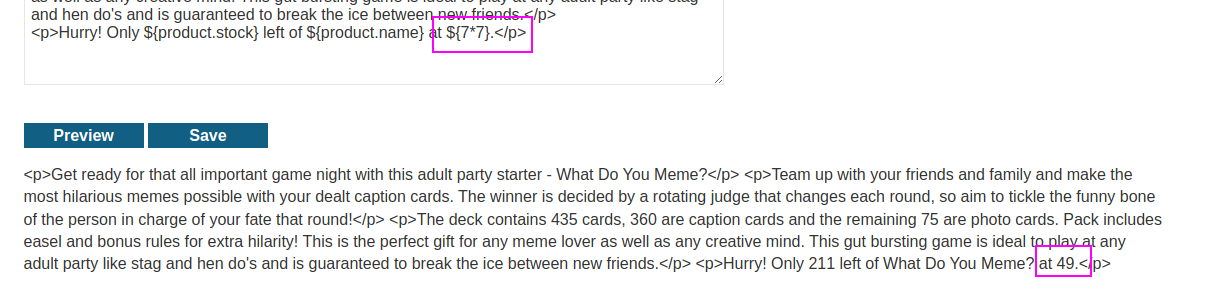 as well as any creative mind. This gut bursting game is ideal to play at any adult party like stag
and hen do's and is guaranteed to break the ice between new friends.</p>
<p>Hurry! Only ${product.stock} left of ${product.name} at ${7*7}.</p>
Preview Save
<p>Get ready for that all important game night with this adult party starter - What Do You Meme?</p> <p>Team up with your friends and family and make the
most hilarious memes possible with your dealt caption cards. The winner is decided by a rotating judge that changes each round, so aim to tickle the funny bone
of the person in charge of your fate that round!</p> <p>The deck contains 435 cards, 360 are caption cards and the remaining 75 are photo cards. Pack includes
easel and bonus rules for extra hilarity! This is the perfect gift for any meme lover as well as any creative mind. This gut bursting game is ideal to play at any
adult party like stag and hen do's and is guaranteed to break the ice between new friends.</p> <p>Hurry! Only 211 left of What Do You Meme? at 49.</p>